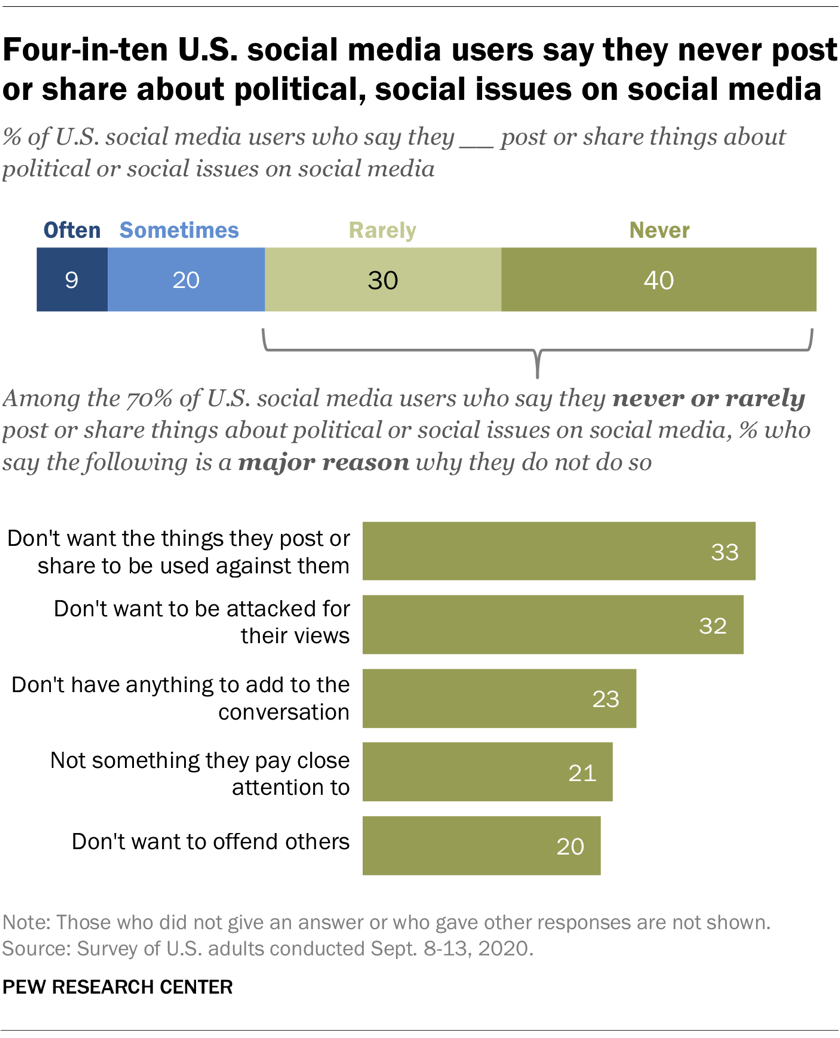 Four-in-ten U.S. social media users say they never post
or share about political, social issues on social media
% of U.S. social media users who say they __ post or share things about
political or social issues on social media
Often Sometimes Rarely Never
9 20 30 40
Among the 70% of U.S. social media users who say they never or rarely
post or share things about political or social issues on social media, % who
say the following is a major reason why they do not do so
Don't want the things they post or
share to be used against them
33
Don't want to be attacked for
their views
32
Don't have anything to add to the
conversation
23
Not something they pay close
attention to
21
Don't want to offend others
20
Note: Those who did not give an answer or who gave other responses are not shown.
Source: Survey of U.S. adults conducted Sept. 8-13, 2020.
PEW RESEARCH CENTER